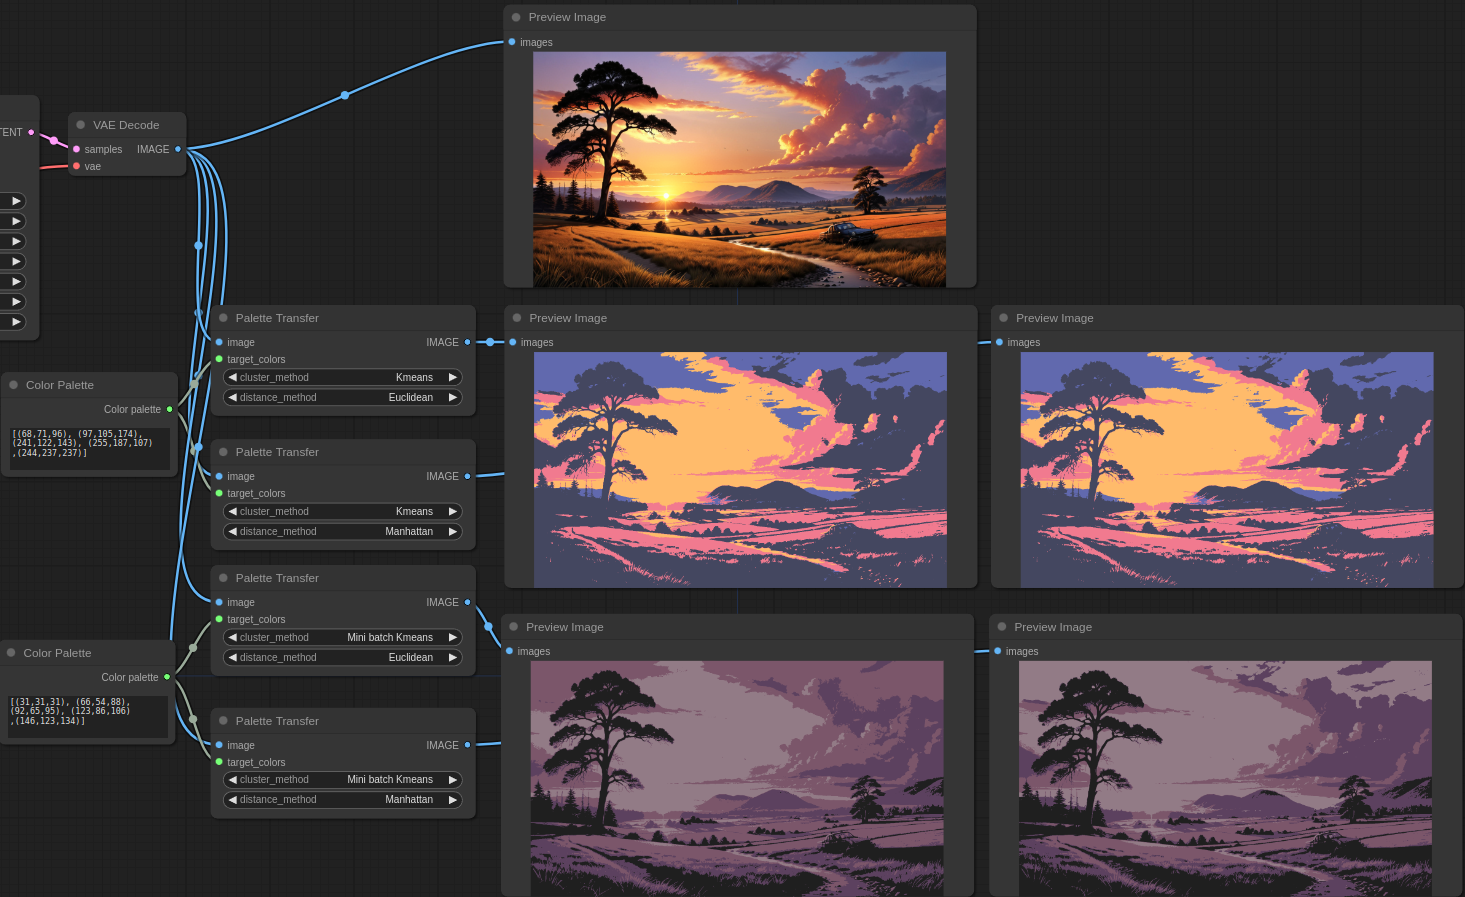 Preview Image
images
TENT
VAE Decode
samples IMAGE
vae
Palette Transfer
image IMAGE
target_colors
cluster_method Kmeans
distance_method Euclidean
Preview Image
images
Preview Image
images
Color Palette
Color palette
[(68,71,96), (97,105,174),
(241,122,143), (255,187,107)
,(244,237,237)]
Palette Transfer
image IMAGE
target_colors
cluster_method Kmeans
distance_method Manhattan
Palette Transfer
image IMAGE
target_colors
cluster_method Mini batch Kmeans
distance_method Euclidean
Preview Image
images
Preview Image
images
Color Palette
Color palette
[(31,31,31), (66,54,88),
(92,65,95), (123,86,106)
,(146,123,134)]
Palette Transfer
image IMAGE
target_colors
cluster_method Mini batch Kmeans
distance_method Manhattan